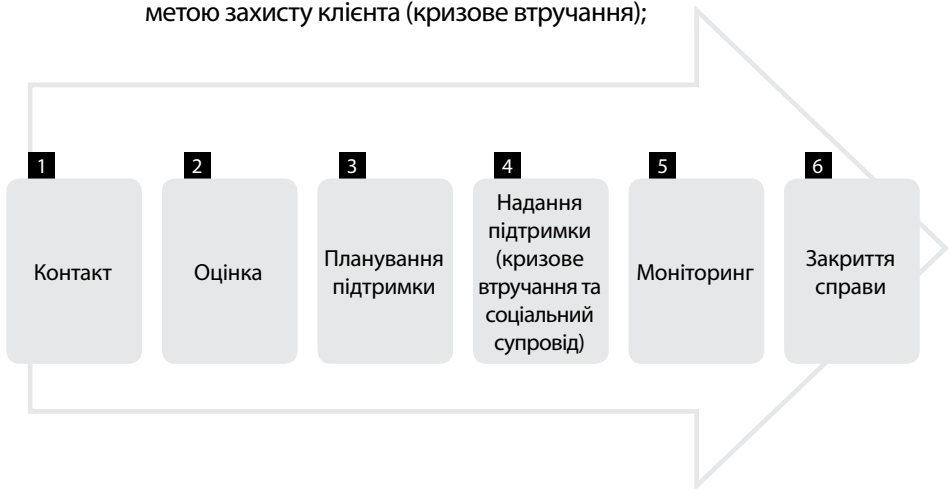 метою захисту клієнта (кризове втручання);
1
Контакт
2
Оцінка
3
Планування
підтримки
4
Надання
підтримки
(кризове
втручання та
соціальний
супровід)
5
Моніторинг
6
Закриття
справи